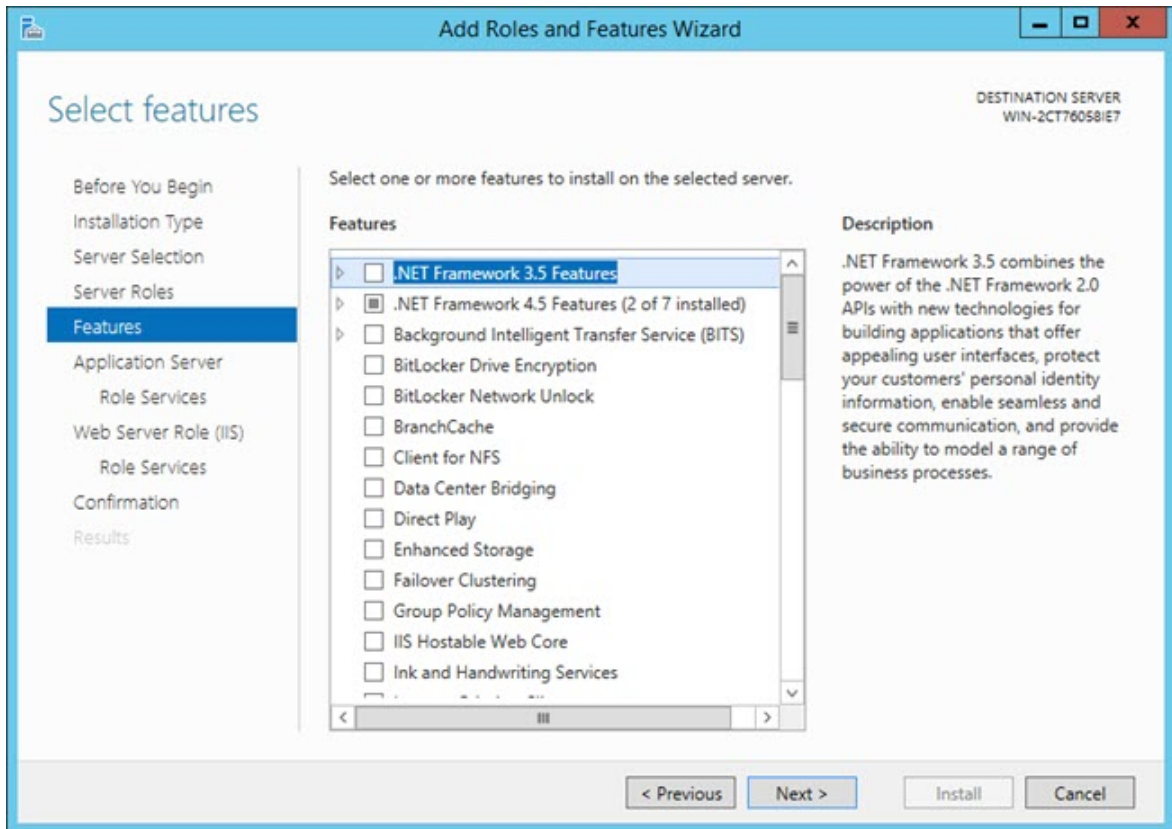 Add Roles and Features Wizard
Select features
DESTINATION SERVER
WIN-2CT76058IE7
Before You Begin
Installation Type
Server Selection
Server Roles
Features
Application Server
Role Services
Web Server Role (IIS)
Role Services
Confirmation
Results
Select one or more features to install on the selected server.
Features
.NET Framework 3.5 Features
.NET Framework 4.5 Features (2 of 7 installed)
Background Intelligent Transfer Service (BITS)
BitLocker Drive Encryption
BitLocker Network Unlock
BranchCache
Client for NFS
Data Center Bridging
Direct Play
Enhanced Storage
Failover Clustering
Group Policy Management
IIS Hostable Web Core
Ink and Handwriting Services
Description
.NET Framework 3.5 combines the
power of the .NET Framework 2.0
APIs with new technologies for
building applications that offer
appealing user interfaces, protect
your customers' personal identity
information, enable seamless and
secure communication, and provide
the ability to model a range of
business processes.
< Previous
Next >
Install
Cancel